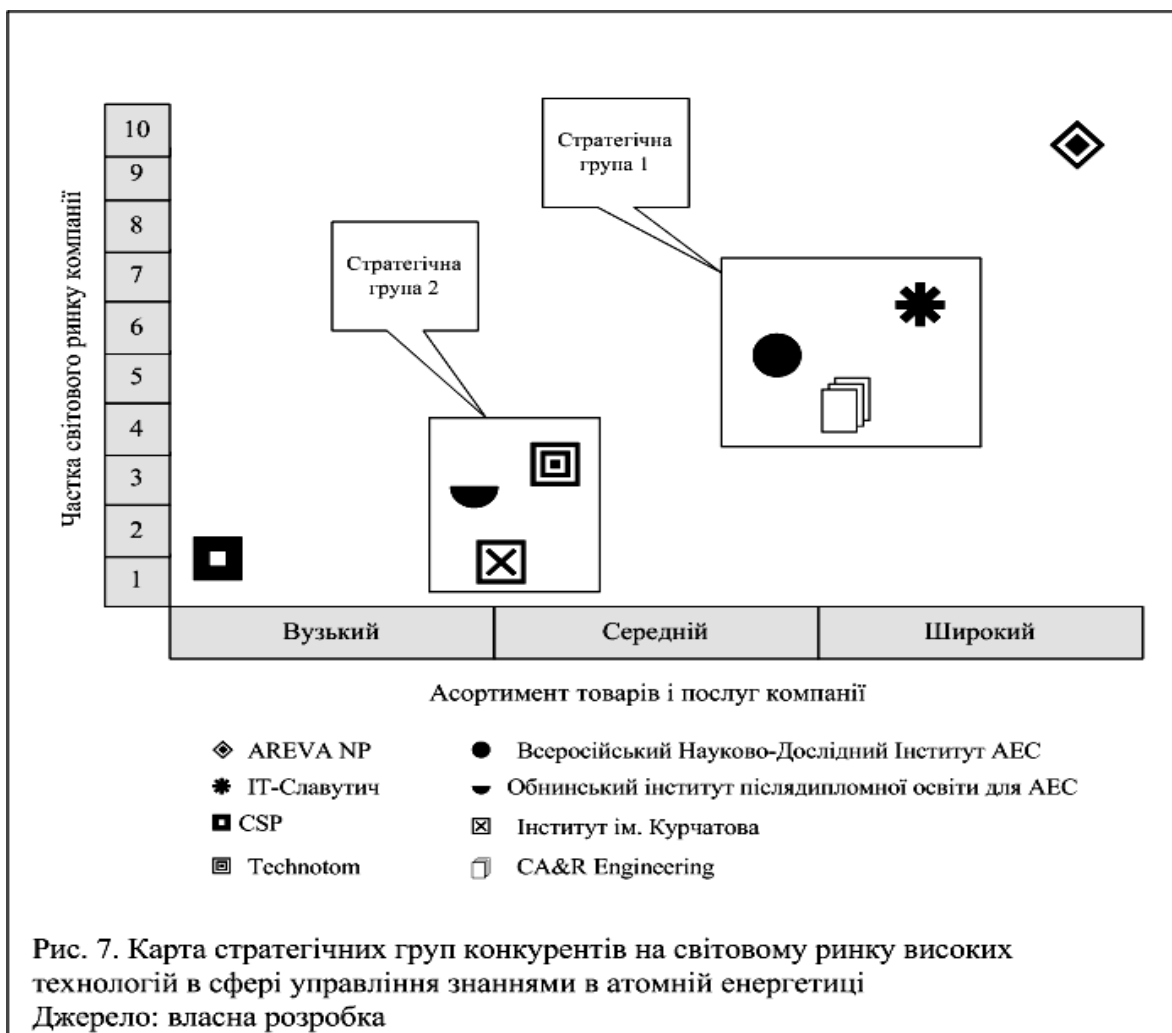 Стратегічна
група 1
Стратегічна
група 2
Частка світового ринку компанії
10
9
8
7
6
5
4
3
2
1
Вузький
Середній
Широкий
Асортимент товарів і послуг компанії
AREVA NP
Всеросійський Науково-Дослідний Інститут АЕС
ІТ-Славутич
Обнинський інститут післядипломної освіти для АЕС
CSP
Інститут ім. Курчатова
Technotom
CA&R Engineering
Рис. 7. Карта стратегічних груп конкурентів на світовому ринку високих
технологій в сфері управління знаннями в атомній енергетиці
Джерело: власна розробка